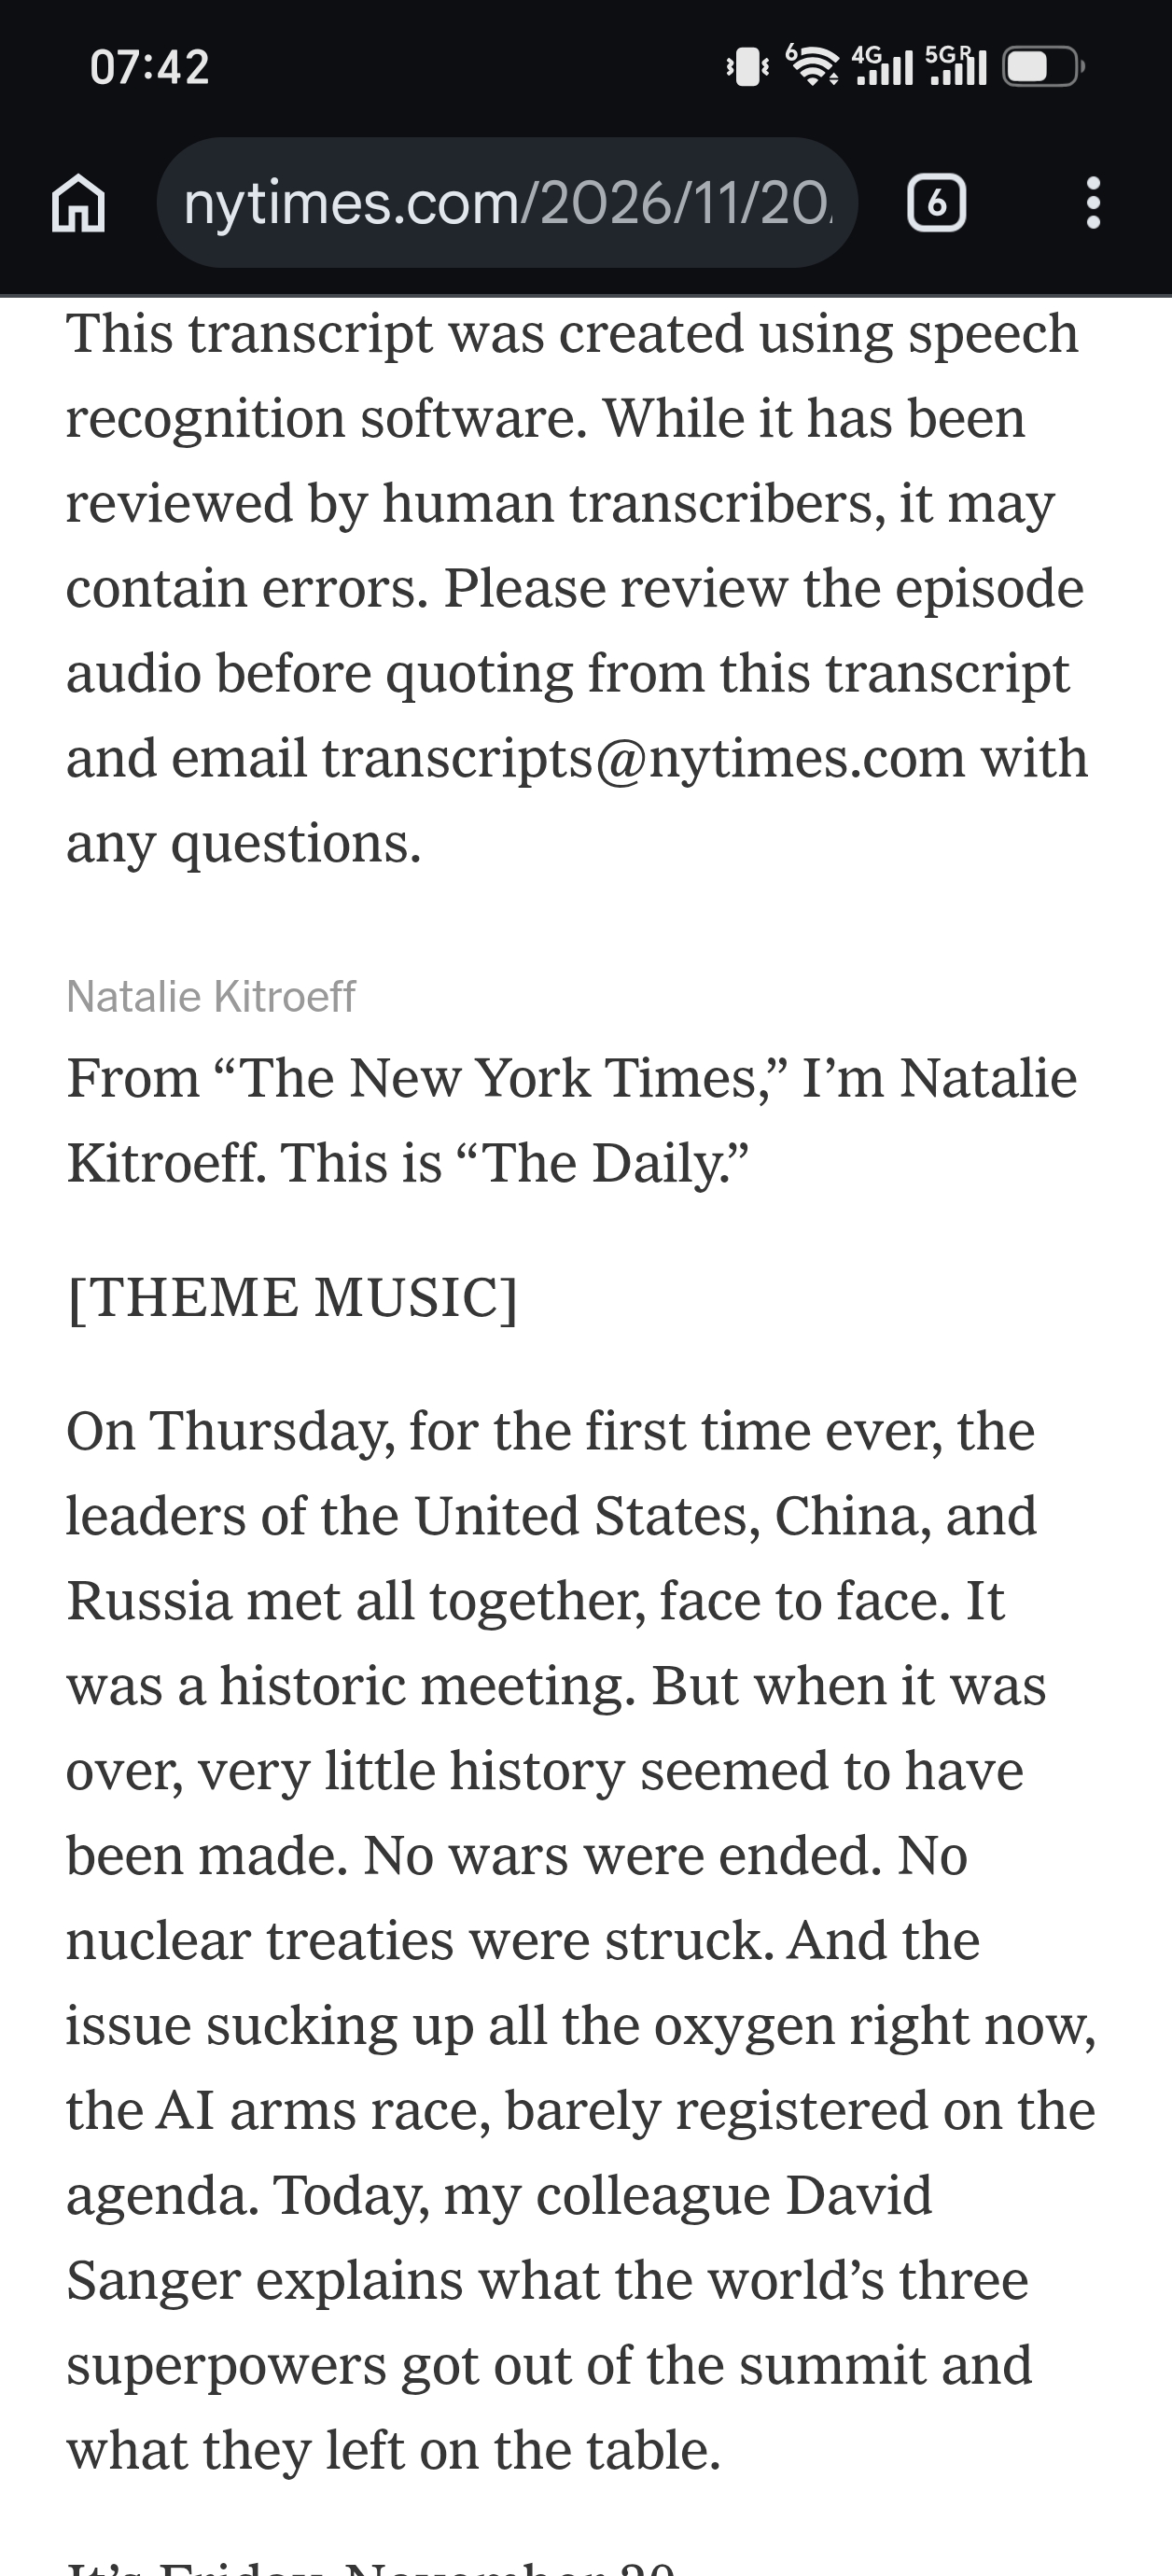 07:42
6 4G 5G R
nytimes.com/2026/11/20
6
This transcript was created using speech
recognition software. While it has been
reviewed by human transcribers, it may
contain errors. Please review the episode
audio before quoting from this transcript
and email transcripts@nytimes.com with
any questions.
Natalie Kitroeff
From “The New York Times,” I’m Natalie
Kitroeff. This is “The Daily.”
[THEME MUSIC]
On Thursday, for the first time ever, the
leaders of the United States, China, and
Russia met all together, face to face. It
was a historic meeting. But when it was
over, very little history seemed to have
been made. No wars were ended. No
nuclear treaties were struck. And the
issue sucking up all the oxygen right now,
the AI arms race, barely registered on the
agenda. Today, my colleague David
Sanger explains what the world’s three
superpowers got out of the summit and
what they left on the table.
It’s Friday, November 20